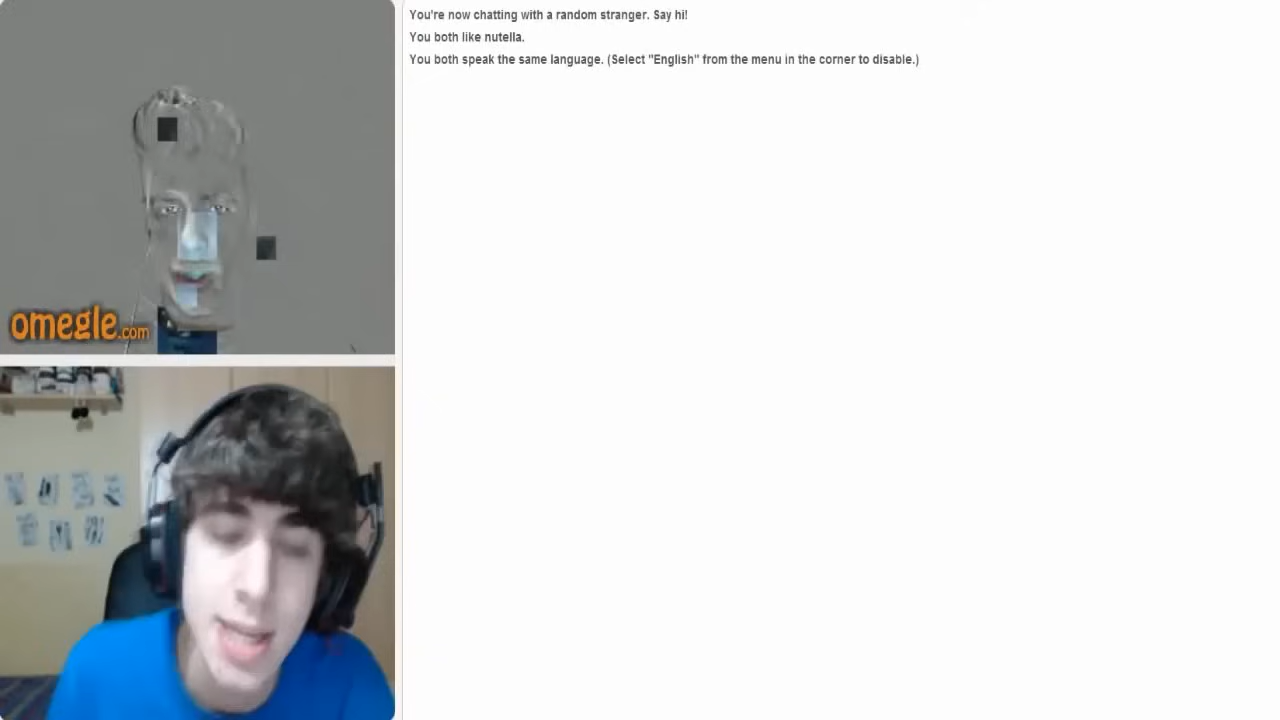 You're now chatting with a random stranger. Say hi!
You both like nutella.
You both speak the same language. (Select "English" from the menu in the corner to disable.)
omegle.com